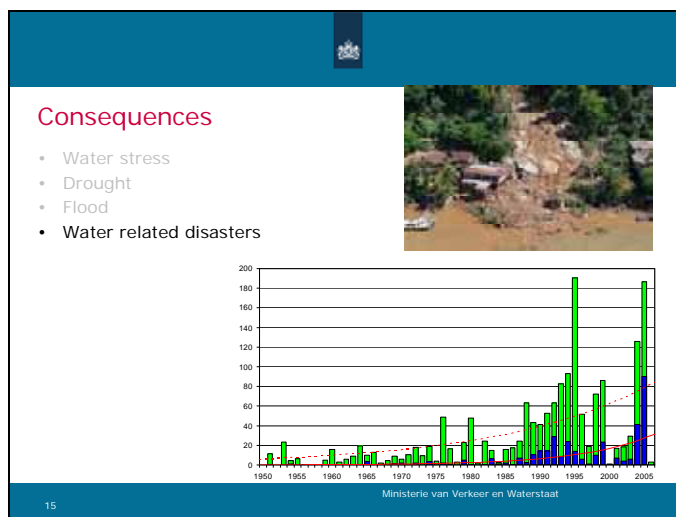 Consequences
• Water stress
• Drought
• Flood
• Water related disasters
200
180
160
140
120
100
80
60
40
20
0
1950 1955 1960 1965 1970 1975 1980 1985 1990 1995 2000 2005
Ministerie van Verkeer en Waterstaat
15